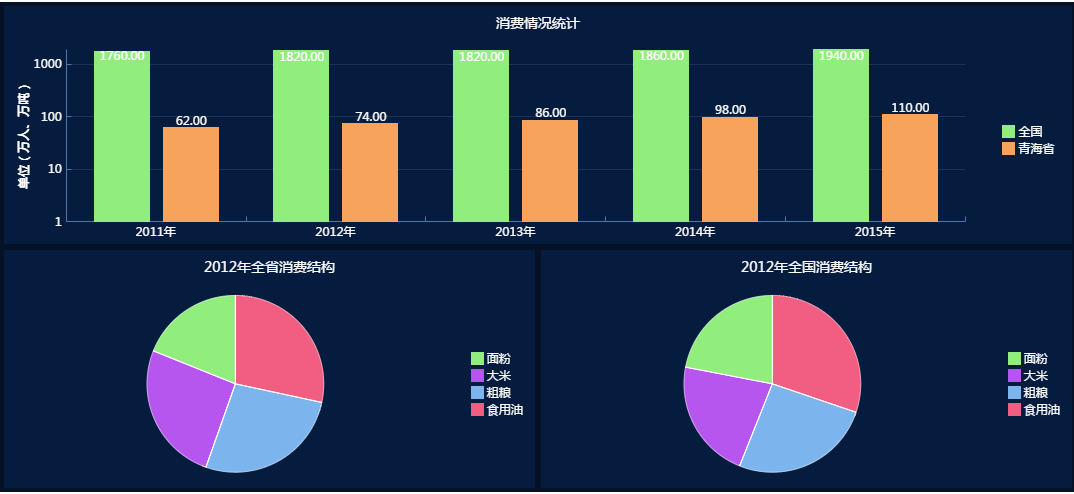 消费情况统计
单位（万人、万吨）
1000
100
10
1
1760.00
62.00
1820.00
74.00
1820.00
86.00
1860.00
98.00
1940.00
110.00
2011年
2012年
2013年
2014年
2015年
全国
青海省
2012年全省消费结构
面粉
大米
粗粮
食用油
2012年全国消费结构
面粉
大米
粗粮
食用油